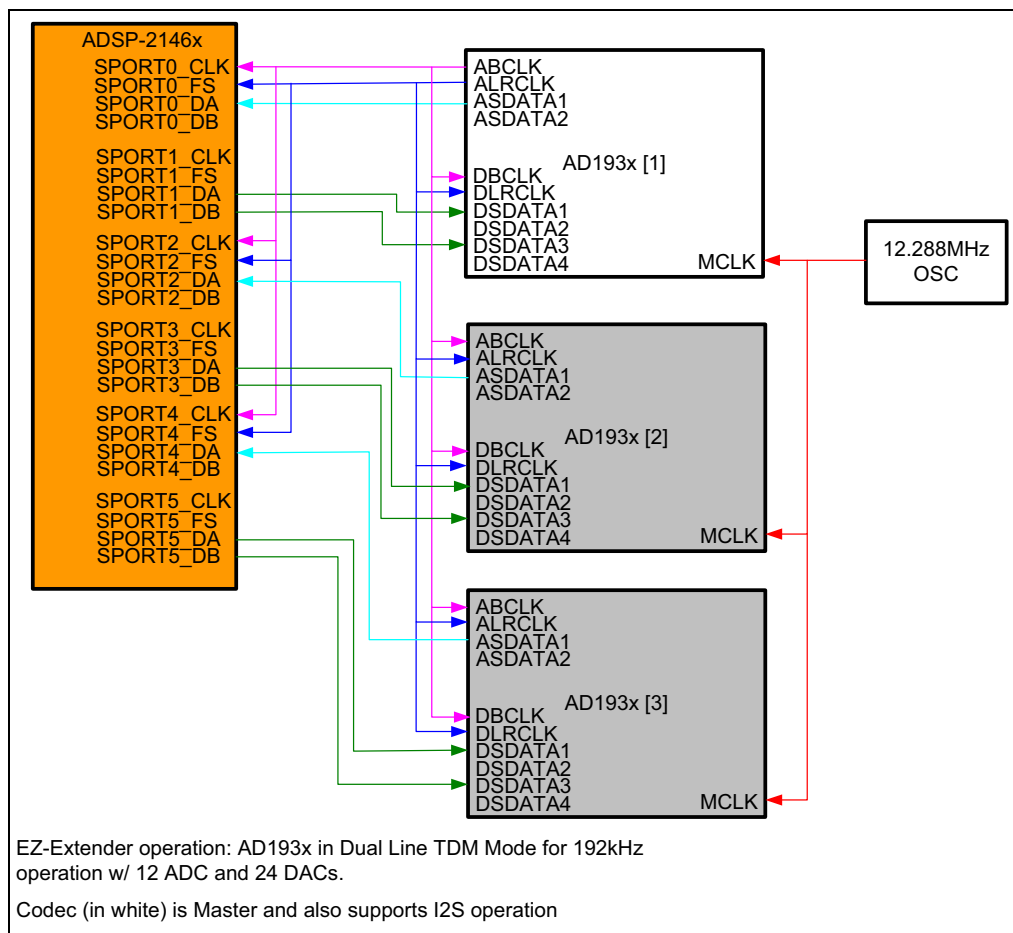 ADSP-2146x
SPORT0_CLK
SPORT0_FS
SPORT0_DA
SPORT0_DB
SPORT1_CLK
SPORT1_FS
SPORT1_DA
SPORT1_DB
SPORT2_CLK
SPORT2_FS
SPORT2_DA
SPORT2_DB
SPORT3_CLK
SPORT3_FS
SPORT3_DA
SPORT3_DB
SPORT4_CLK
SPORT4_FS
SPORT4_DA
SPORT4_DB
SPORT5_CLK
SPORT5_FS
SPORT5_DA
SPORT5_DB
ABCLK
ALRCLK
ASDATA1
ASDATA2
AD193x [1]
DBCLK
DLRCLK
DSDATA1
DSDATA2
DSDATA3
DSDATA4
MCLK
12.288MHz
OSC
ABCLK
ALRCLK
ASDATA1
ASDATA2
AD193x [2]
DBCLK
DLRCLK
DSDATA1
DSDATA2
DSDATA3
DSDATA4
MCLK
ABCLK
ALRCLK
ASDATA1
ASDATA2
AD193x [3]
DBCLK
DLRCLK
DSDATA1
DSDATA2
DSDATA3
DSDATA4
MCLK
EZ-Extender operation: AD193x in Dual Line TDM Mode for 192kHz
operation w/ 12 ADC and 24 DACs.
Codec (in white) is Master and also supports I2S operation